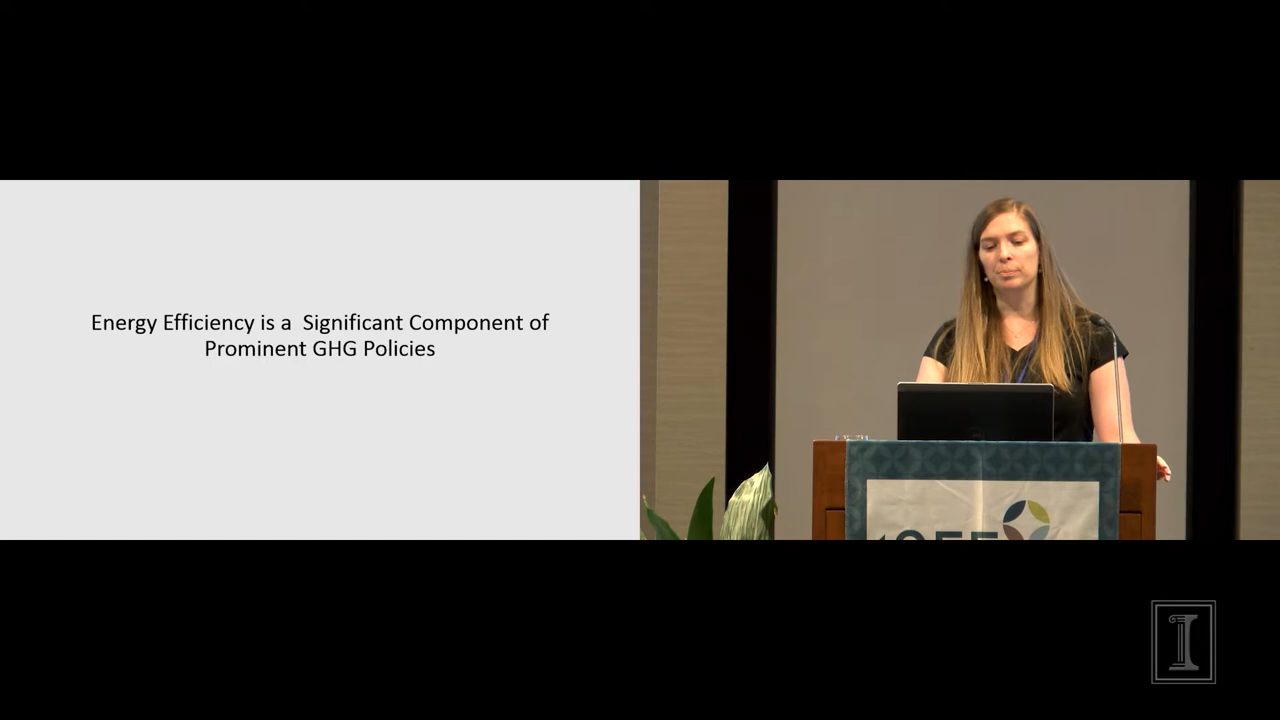 Energy Efficiency is a  Significant Component of
Prominent GHG Policies